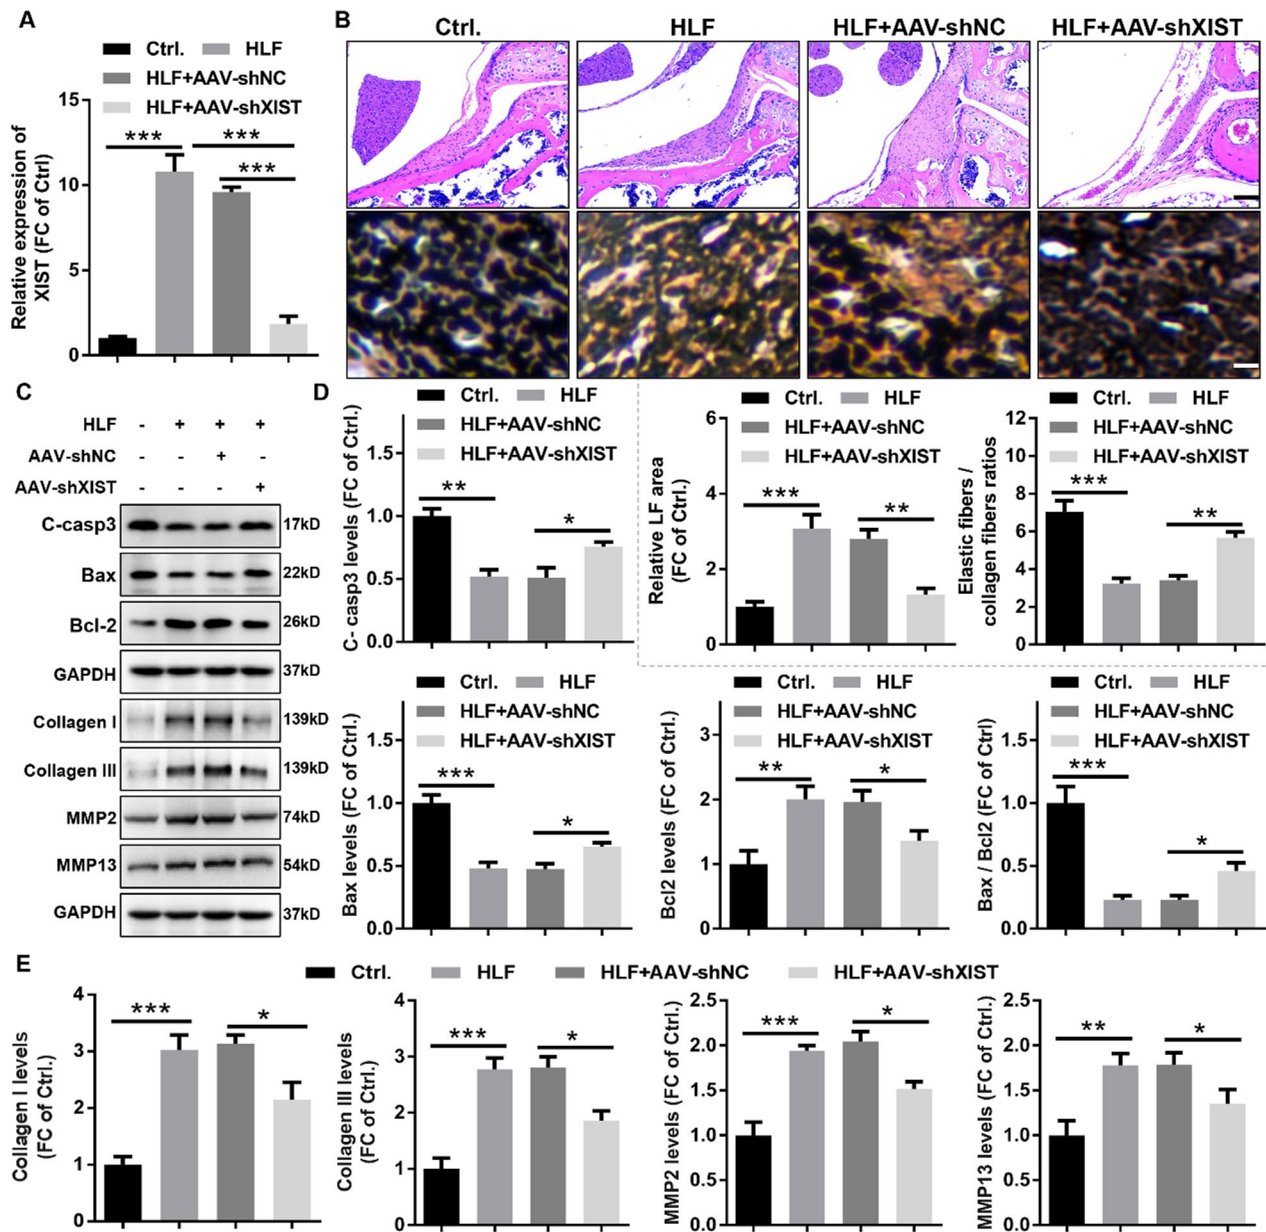 A
Ctrl.
HLF
HLF+AAV-shNC
HLF+AAV-shXIST
Relative expression of
XIST (FC of Ctrl)
15
10
5
0
***
***
***
B
Ctrl.
HLF
HLF+AAV-shNC
HLF+AAV-shXIST
C
HLF - + + +
AAV-shNC - - + -
AAV-shXIST - - - +
C-casp3 17kD
Bax 22kD
Bcl-2 26kD
GAPDH 37kD
Collagen I 139kD
Collagen III 139kD
MMP2 74kD
MMP13 54kD
GAPDH 37kD
D
Ctrl. HLF
HLF+AAV-shNC
HLF+AAV-shXIST
C- casp3 levels (FC of Ctrl.)
1.5
1.0
0.5
0.0
**
*
Ctrl. HLF
HLF+AAV-shNC
HLF+AAV-shXIST
Relative LF area
(FC of Ctrl.)
6
4
2
0
***
**
Ctrl. HLF
HLF+AAV-shNC
HLF+AAV-shXIST
Elastic fibers /
collagen fibers ratios
12
10
8
6
4
2
0
***
**
Ctrl. HLF
HLF+AAV-shNC
HLF+AAV-shXIST
Bax levels (FC of Ctrl.)
1.5
1.0
0.5
0.0
***
*
Ctrl. HLF
HLF+AAV-shNC
HLF+AAV-shXIST
Bcl2 levels (FC of Ctrl.)
3
2
1
0
**
*
Ctrl. HLF
HLF+AAV-shNC
HLF+AAV-shXIST
Bax / Bcl2 (FC of Ctrl)
1.5
1.0
0.5
0.0
***
*
E
Ctrl. HLF HLF+AAV-shNC HLF+AAV-shXIST
Collagen I levels
(FC of Ctrl.)
4
3
2
1
0
***
*
Collagen III levels
(FC of Ctrl.)
4
3
2
1
0
***
*
MMP2 levels (FC of Ctrl.)
2.5
2.0
1.5
1.0
0.5
0.0
***
*
MMP13 levels (FC of Ctrl.)
2.5
2.0
1.5
1.0
0.5
0.0
**
*